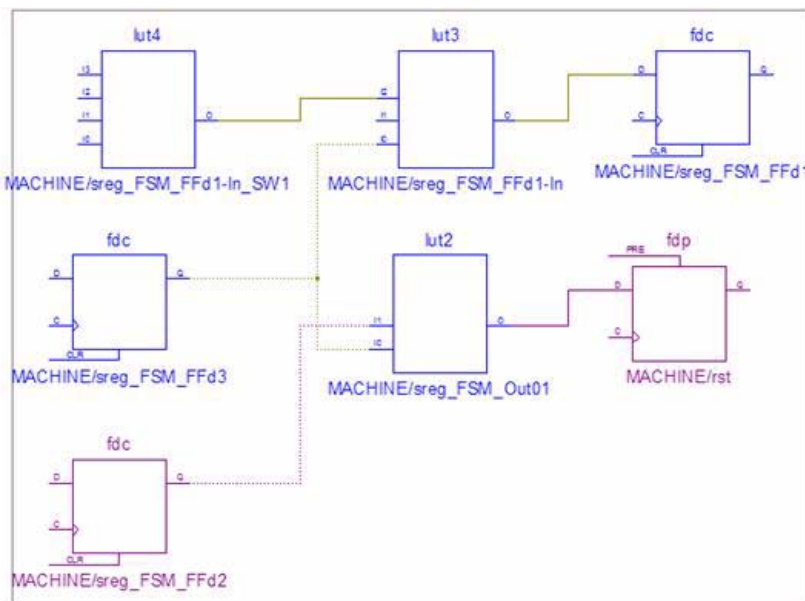 lut4
lut3
fdc
I3
I2
I1
I0
O
I2
I1
O
D
Q
C
CLR
MACHINE/sreg_FSM_FFd1-In_SW1
MACHINE/sreg_FSM_FFd1-In
MACHINE/sreg_FSM_FFd1
fdc
lut2
fdp
D
Q
C
CLR
I1
I0
O
PRE
D
Q
C
MACHINE/sreg_FSM_FFd3
MACHINE/sreg_FSM_Out01
MACHINE/rst
fdc
D
Q
C
CLR
MACHINE/sreg_FSM_FFd2